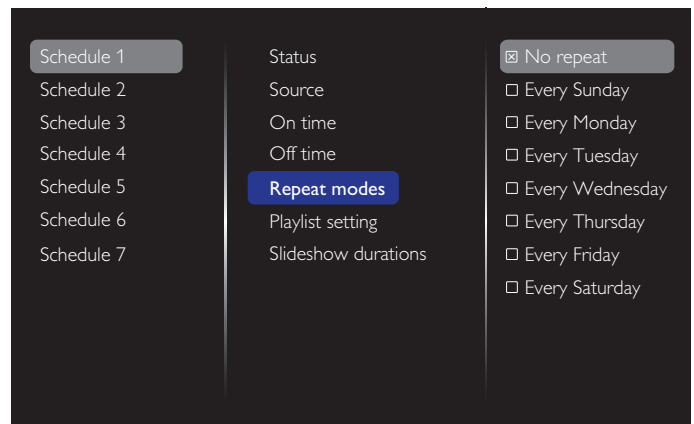 Schedule 1
Schedule 2
Schedule 3
Schedule 4
Schedule 5
Schedule 6
Schedule 7
Status
Source
On time
Off time
Repeat modes
Playlist setting
Slideshow durations
No repeat
Every Sunday
Every Monday
Every Tuesday
Every Wednesday
Every Thursday
Every Friday
Every Saturday